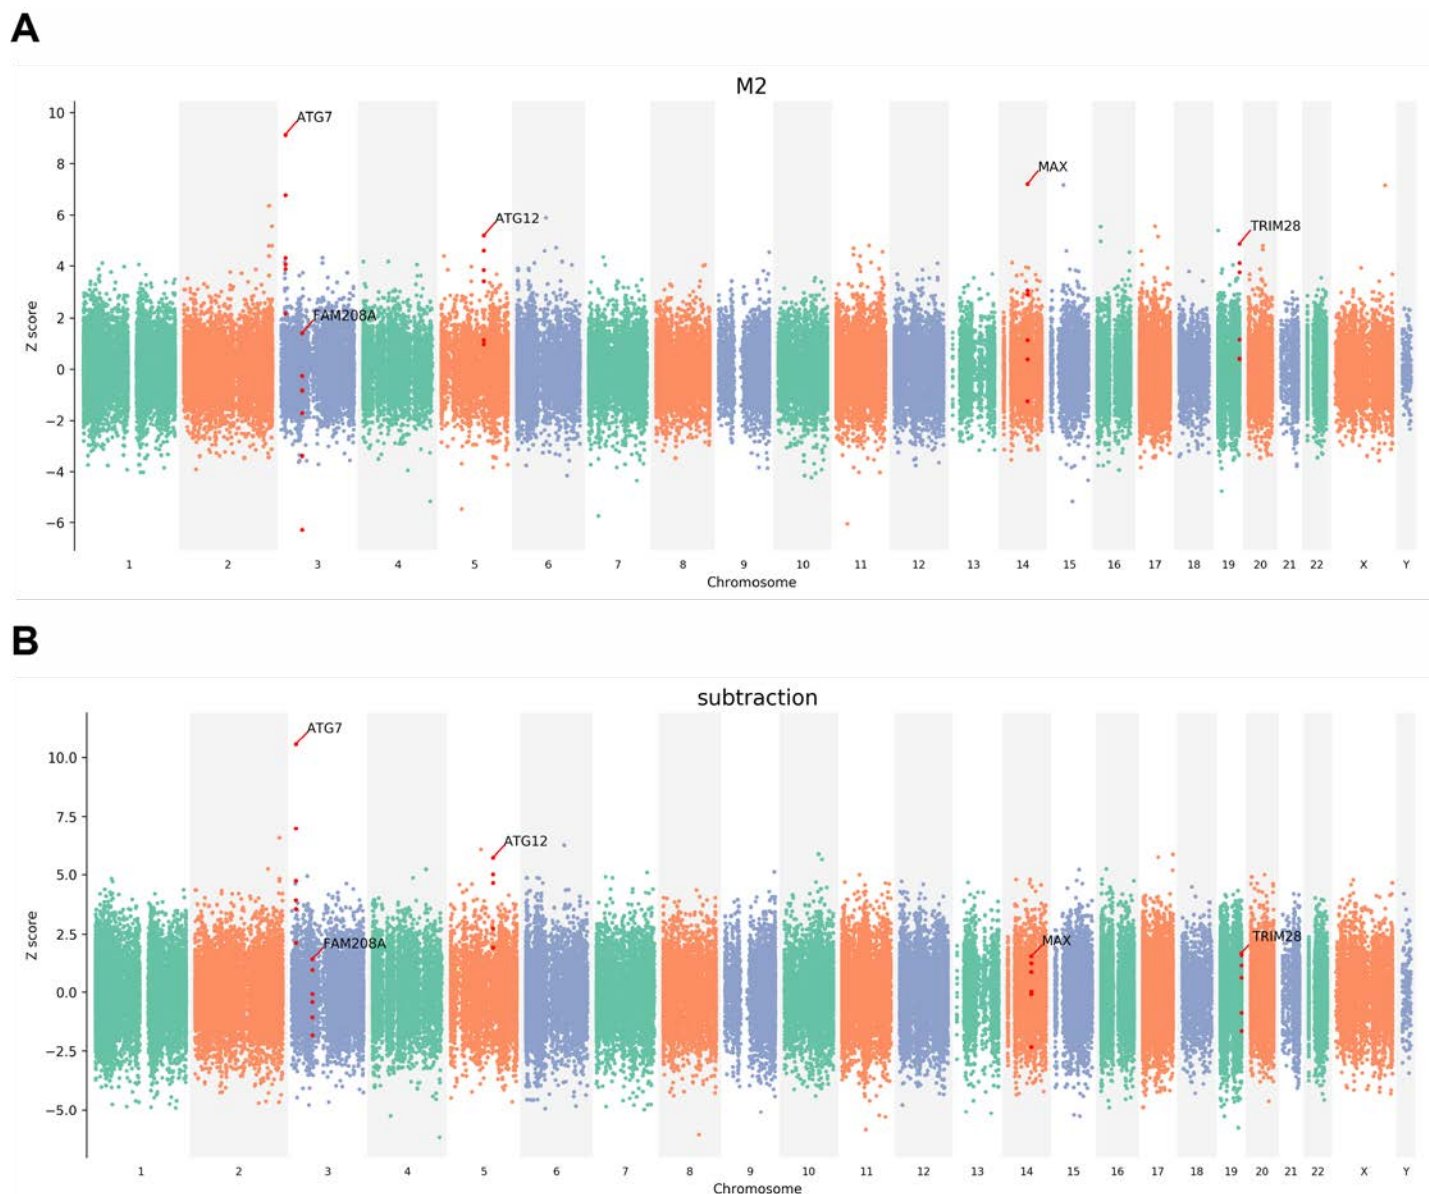 A
M2
10
ATG7
8
MAX
6
ATG12
TRIM28
4
2
FAM208A
Z score
0
−2
−4
−6
1 2 3 4 5 6 7 8 9 10 11 12 13 14 15 16 17 18 19 20 21 22 X Y
Chromosome
B
subtraction
ATG7
10.0
7.5
ATG12
5.0
2.5
FAM208A
MAX
TRIM28
Z score
0.0
−2.5
−5.0
1 2 3 4 5 6 7 8 9 10 11 12 13 14 15 16 17 18 19 20 21 22 X Y
Chromosome